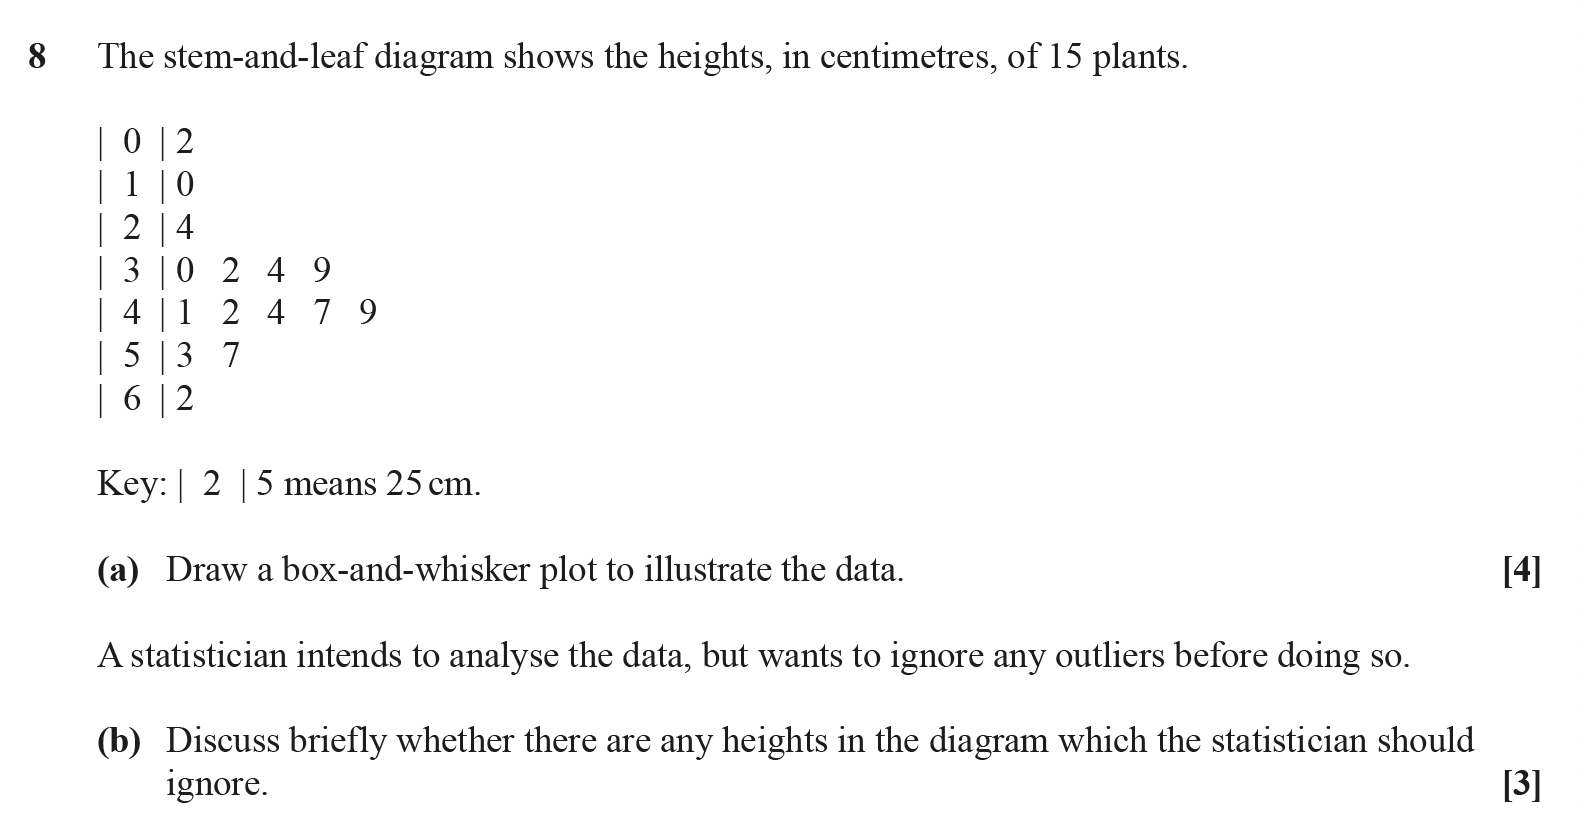 8 The stem-and-leaf diagram shows the heights, in centimetres, of 15 plants.
| 0 | 2
| 1 | 0
| 2 | 4
| 3 | 0 2 4 9
| 4 | 1 2 4 7 9
| 5 | 3 7
| 6 | 2
Key: | 2 | 5 means 25 cm.
(a) Draw a box-and-whisker plot to illustrate the data. [4]
A statistician intends to analyse the data, but wants to ignore any outliers before doing so.
(b) Discuss briefly whether there are any heights in the diagram which the statistician should
ignore. [3]